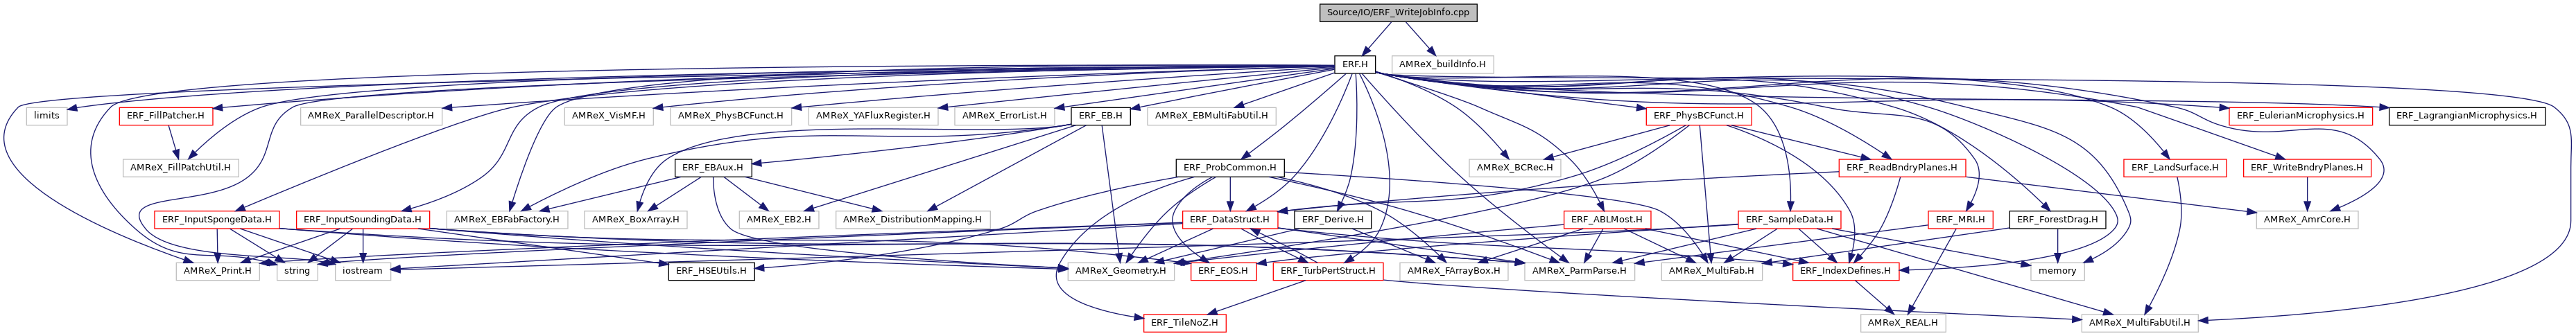 Source/IO/ERF_WriteJobInfo.cpp
ERF.H
AMReX_buildInfo.H
limits
ERF_FillPatcher.H
AMReX_ParallelDescriptor.H
AMReX_VisMF.H
AMReX_PhysBCFunct.H
AMReX_YAFluxRegister.H
AMReX_ErrorList.H
ERF_EB.H
AMReX_EBMultiFabUtil.H
ERF_PhysBCFunct.H
ERF_EulerianMicrophysics.H
ERF_LagrangianMicrophysics.H
AMReX_FillPatchUtil.H
ERF_EBAux.H
ERF_ProbCommon.H
AMReX_BCRec.H
ERF_ReadBndryPlanes.H
ERF_LandSurface.H
ERF_WriteBndryPlanes.H
ERF_InputSpongeData.H
ERF_InputSoundingData.H
AMReX_EBFabFactory.H
AMReX_BoxArray.H
AMReX_EB2.H
AMReX_DistributionMapping.H
ERF_DataStruct.H
ERF_Derive.H
ERF_ABLMost.H
ERF_SampleData.H
ERF_MRI.H
ERF_ForestDrag.H
AMReX_AmrCore.H
AMReX_Print.H
string
iostream
ERF_HSEUtils.H
AMReX_Geometry.H
ERF_EOS.H
ERF_TurbPertStruct.H
AMReX_FArrayBox.H
AMReX_ParmParse.H
AMReX_MultiFab.H
ERF_IndexDefines.H
memory
ERF_TileNoZ.H
AMReX_REAL.H
AMReX_MultiFabUtil.H